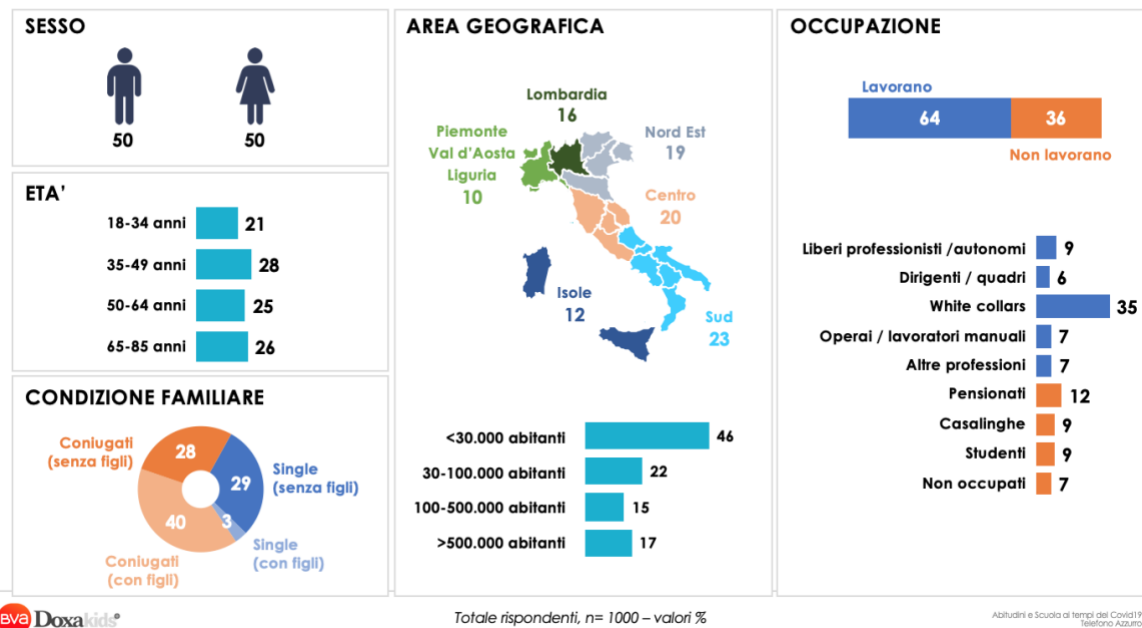 SESSO
50
50
ETA'
18-34 anni 21
35-49 anni 28
50-64 anni 25
65-85 anni 26
CONDIZIONE FAMILIARE
Coniugati
(senza figli)
28
29
Single
(senza figli)
40
3
Coniugati
(con figli)
Single
(con figli)
AREA GEOGRAFICA
Lombardia
16
Piemonte
Val d'Aosta
Liguria
10
Nord Est
19
Centro
20
Isole
12
Sud
23
<30.000 abitanti 46
30-100.000 abitanti 22
100-500.000 abitanti 15
>500.000 abitanti 17
OCCUPAZIONE
Lavorano
64 36
Non lavorano
Liberi professionisti /autonomi 9
Dirigenti / quadri 6
White collars 35
Operai / lavoratori manuali 7
Altre professioni 7
Pensionati 12
Casalinghe 9
Studenti 9
Non occupati 7
BVA Doxakids
Totale rispondenti, n= 1000 – valori %
Abitudini e Scuola ai tempi del Covid19
Telefono Azzurro